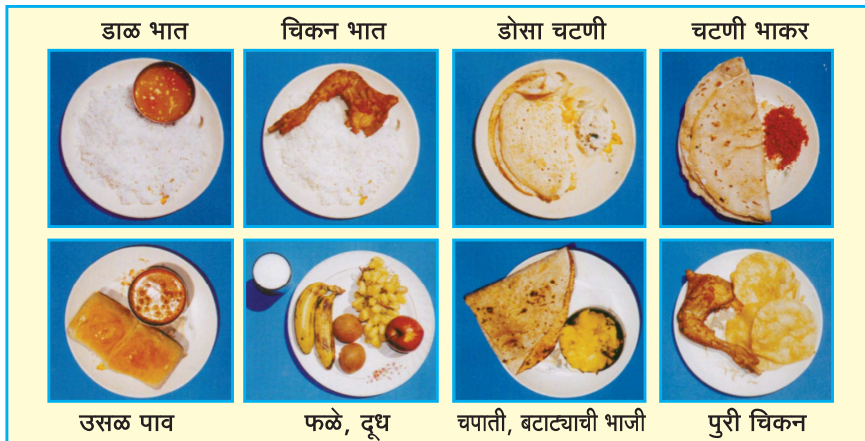 डाळ भात
चिकन भात
डोसा चटणी
चटणी भाकर
उसळ पाव
फळे, दूध
चपाती, बटाट्याची भाजी
पुरी चिकन